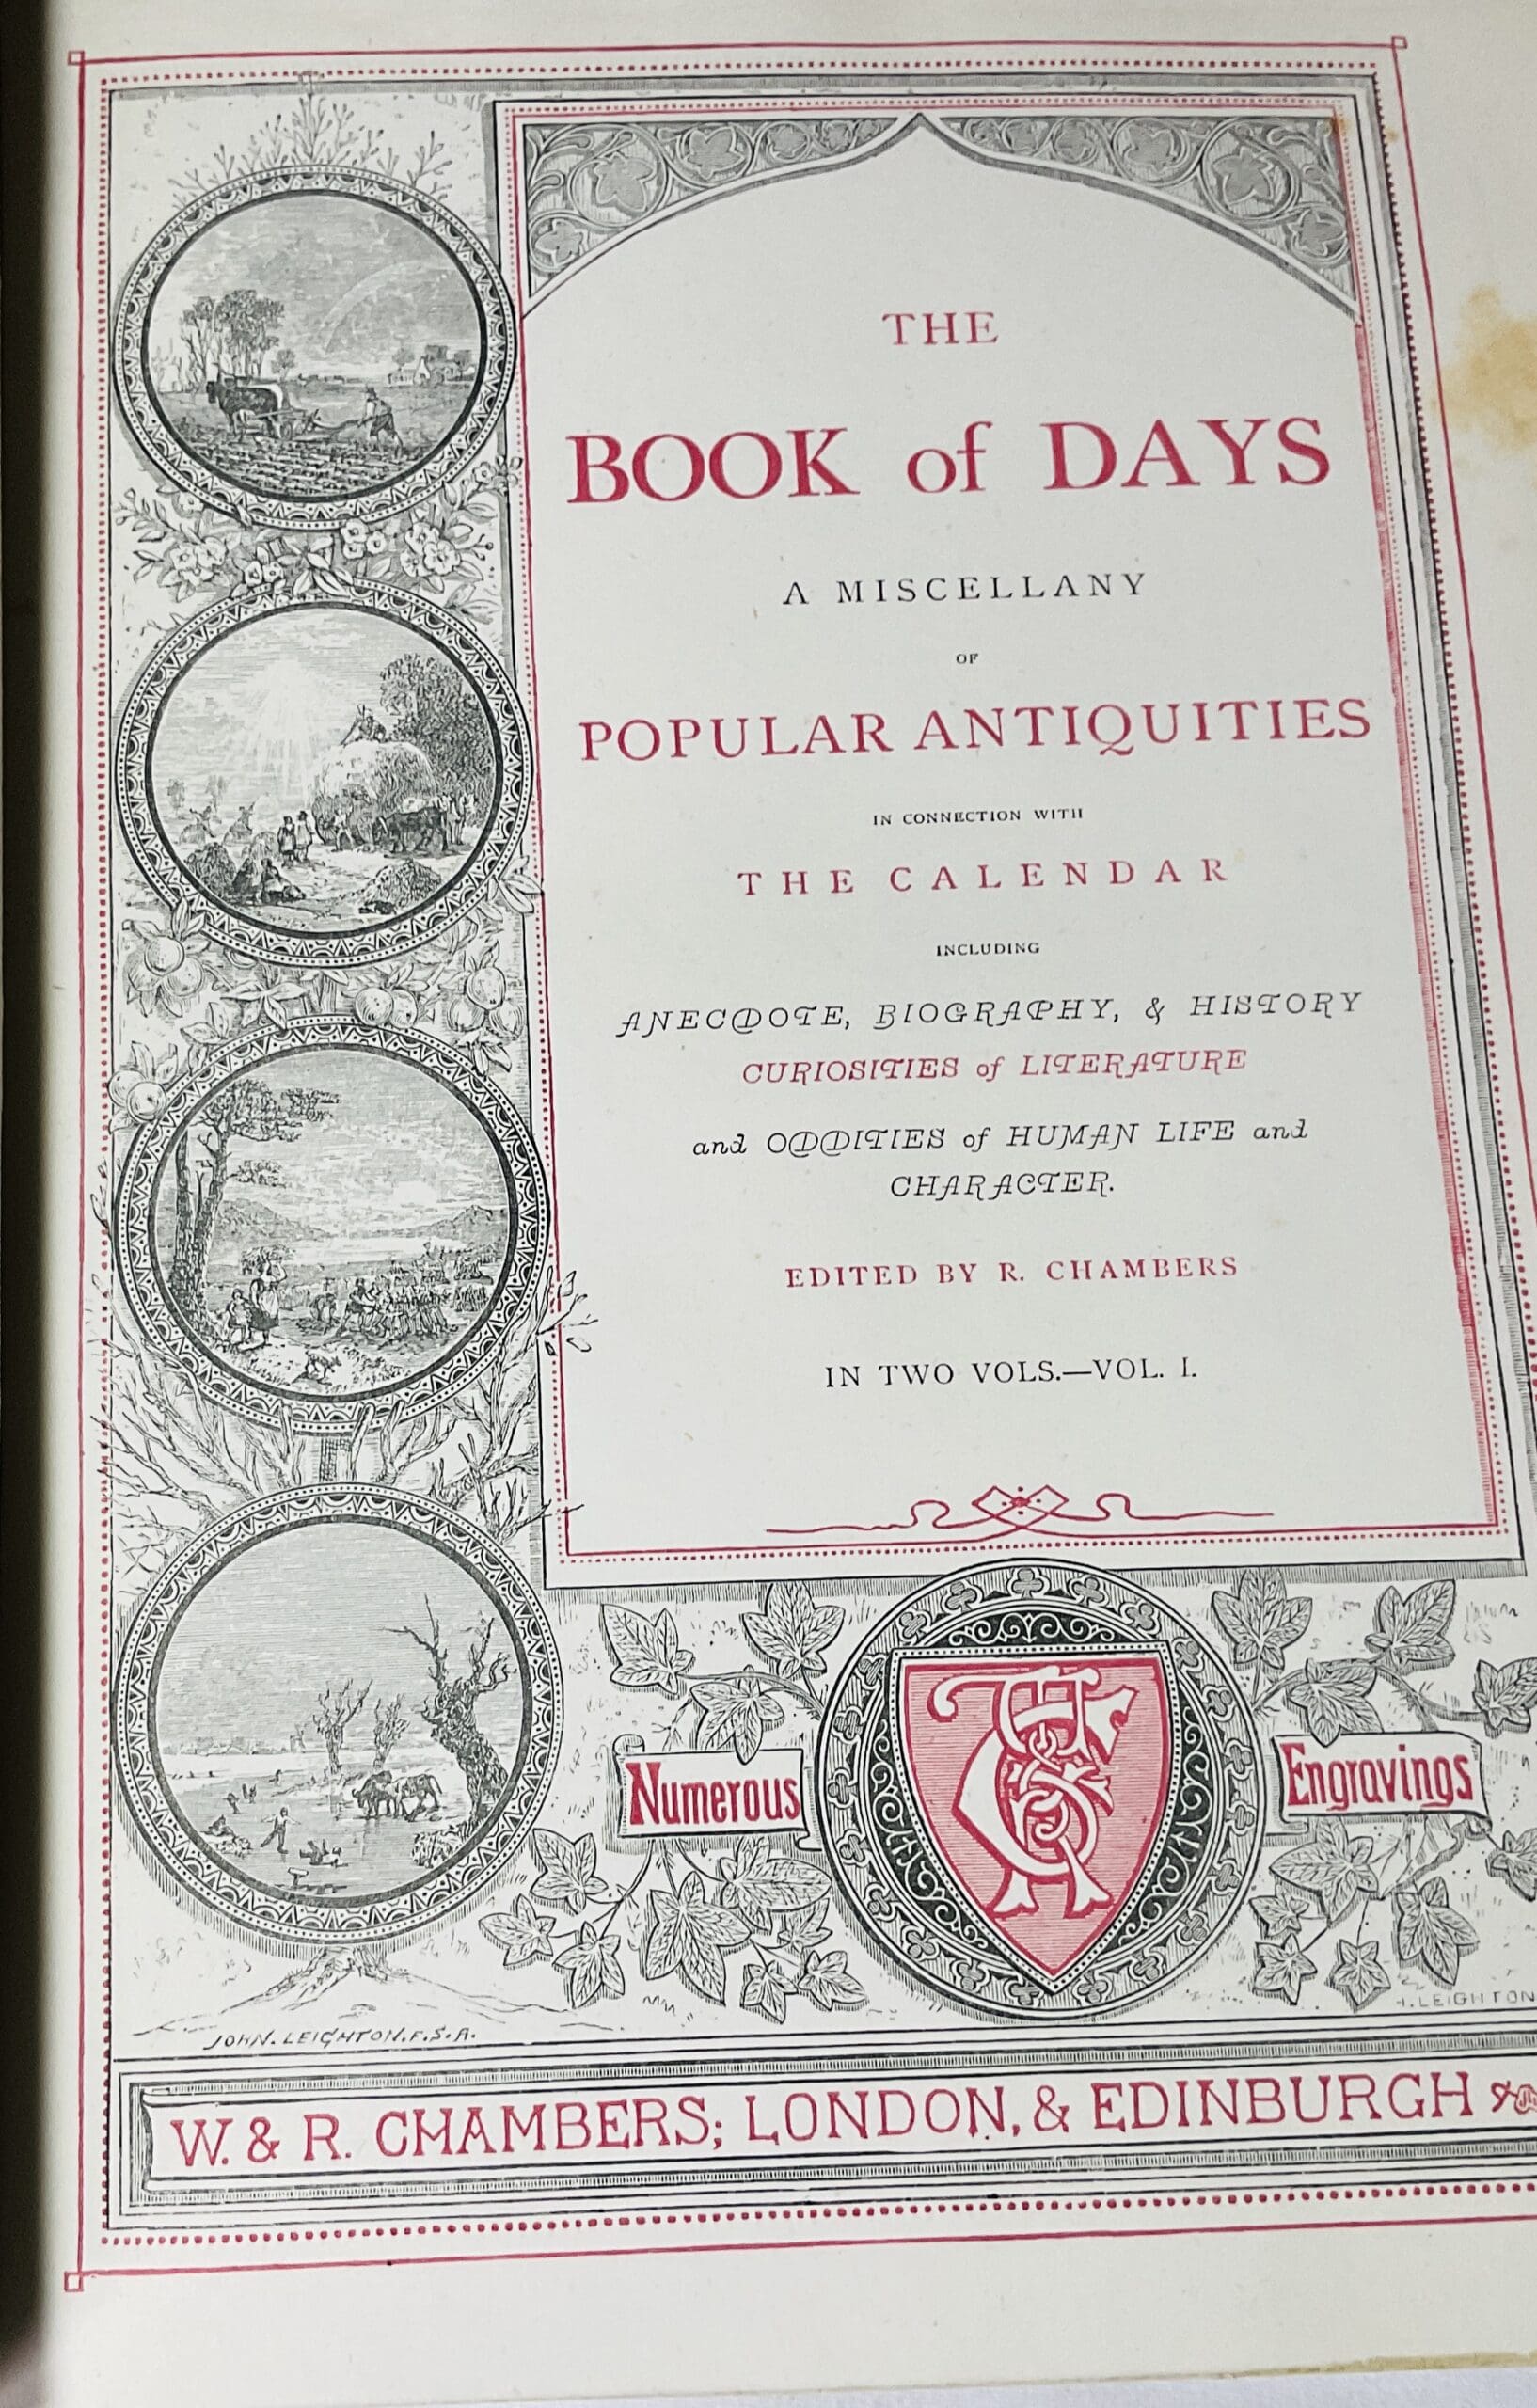 THE
BOOK of DAYS
A MISCELLANY
OF
POPULAR ANTIQUITIES
IN CONNECTION WITH
THE CALENDAR
INCLUDING
ANECDOTE, BIOGRAPHY, & HISTORY
CURIOSITIES of LITERATURE
and ODDITIES of HUMAN LIFE and
CHARACTER.
EDITED BY R. CHAMBERS
IN TWO VOLS.—VOL. I.
Numerous
Engravings
JOHN. LEIGHTON. F.S.A.
LEIGHTON
W. & R. CHAMBERS; LONDON, & EDINBURGH